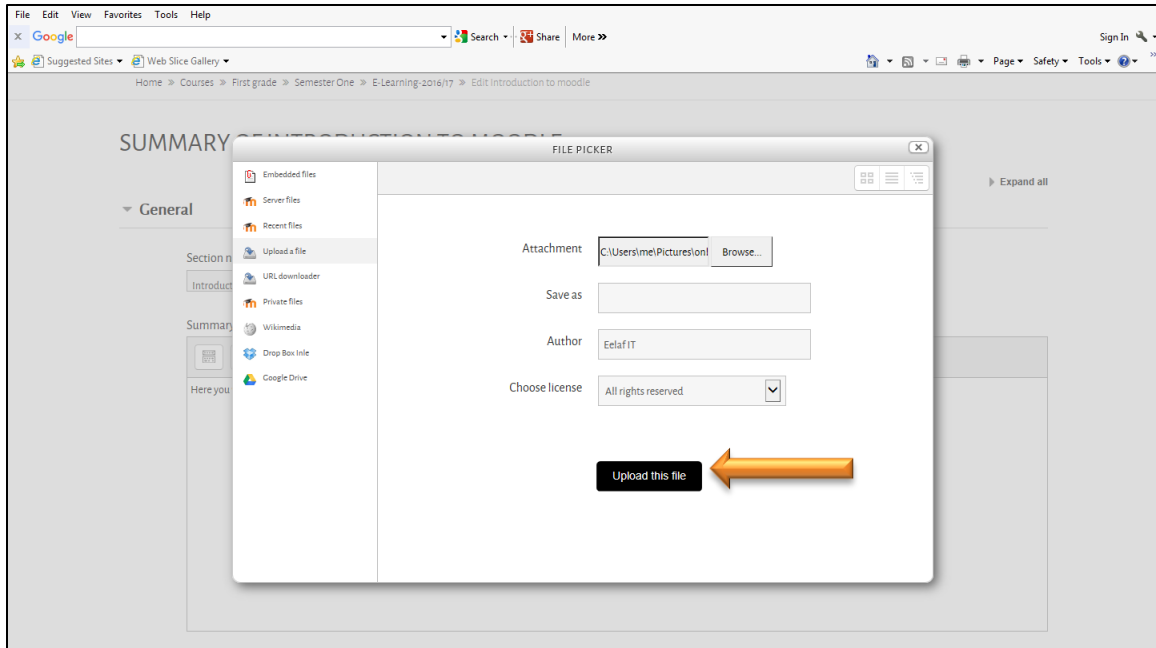 File Edit View Favorites Tools Help
x Google Search Share More >> Sign In
Suggested Sites Web Slice Gallery Page Safety Tools
Home » Courses » First grade » Semester One » E-Learning-2016/17 » Edit Introduction to moodle
SUMMARY OF INTRODUCTION TO MOODLE
FILE PICKER
Expand all
General
Embedded files
Server files
Recent files
Upload a file
URL downloader
Private files
Wikimedia
Drop Box Inle
Google Drive
Section n
Introduct
Summary
Here you
Attachment C:\Users\me\Pictures\onl Browse...
Save as
Author Eelaf IT
Choose license All rights reserved
Upload this file